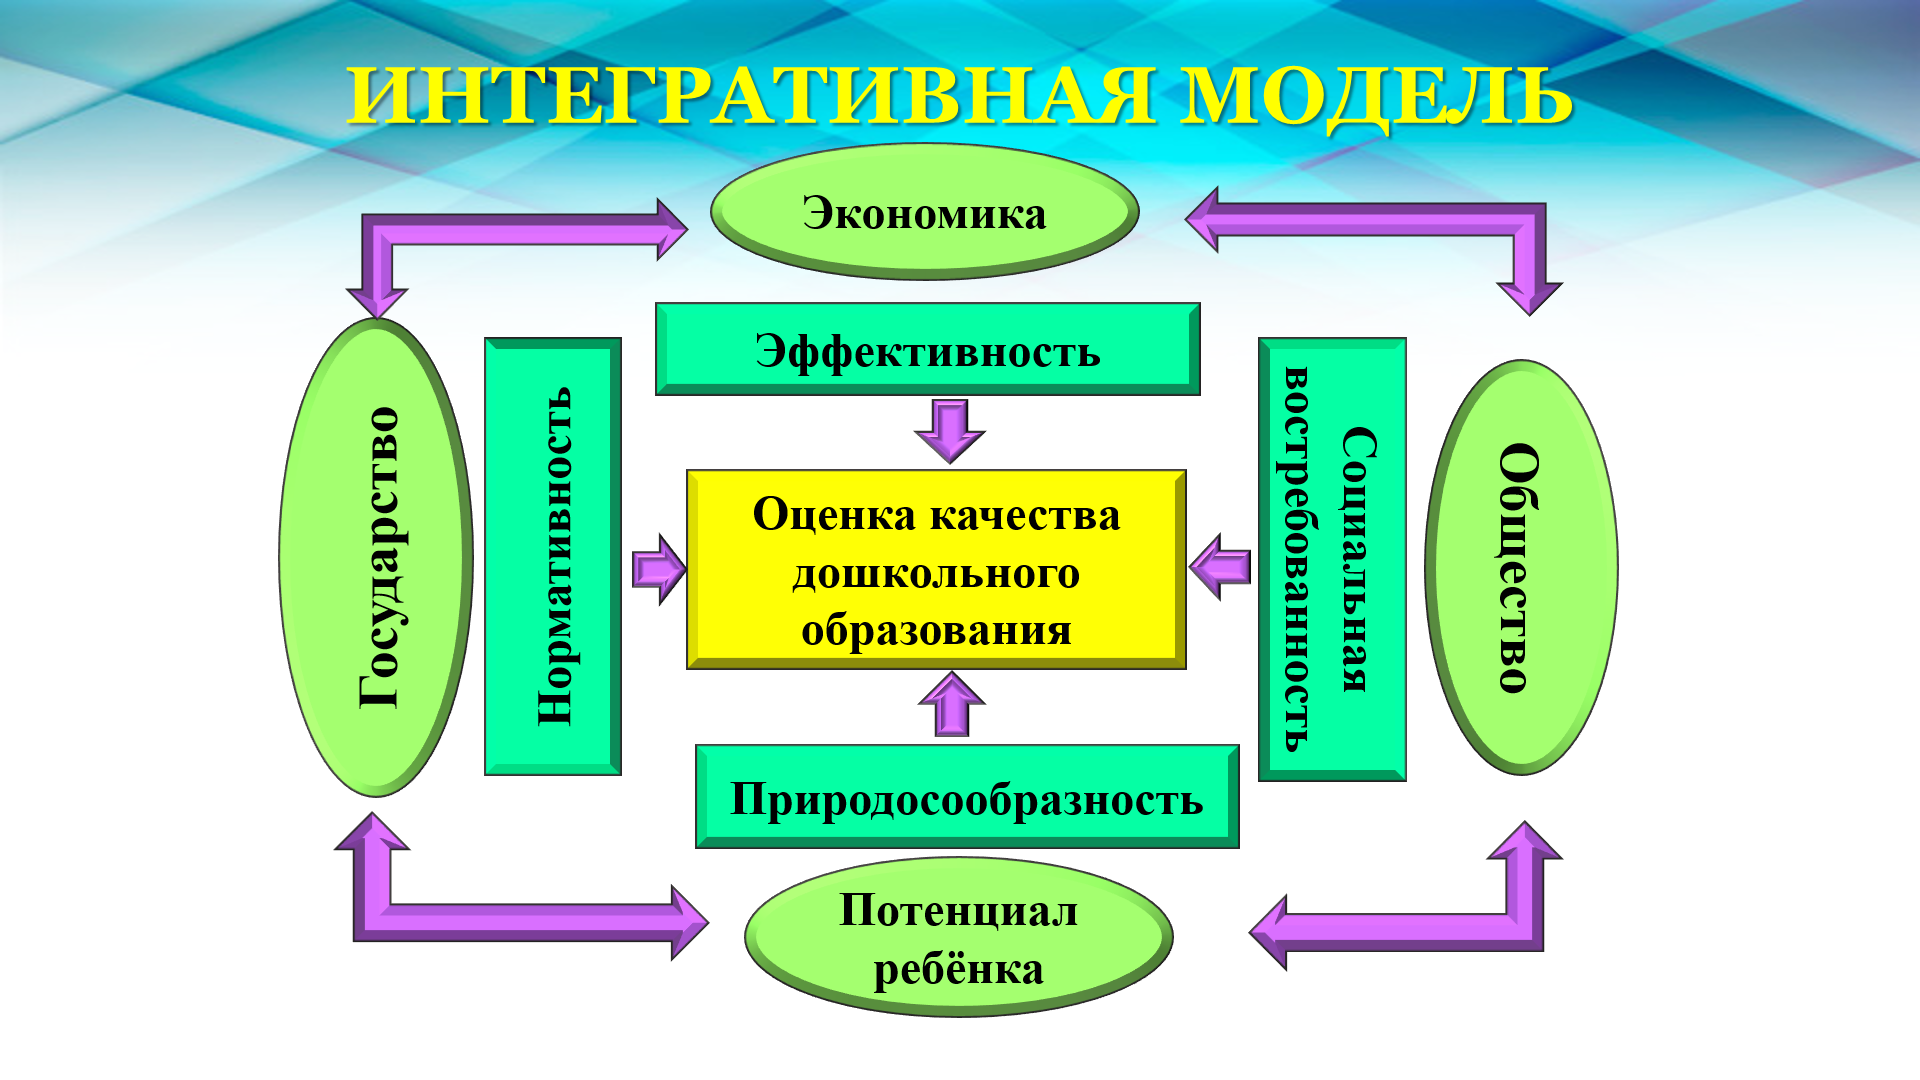 ИНТЕГРАТИВНАЯ МОДЕЛЬ
Экономика
Эффективность
Государство
Нормативность
Оценка качества
дошкольного
образования
Социальная
востребованность
Общество
Природосообразность
Потенциал
ребёнка